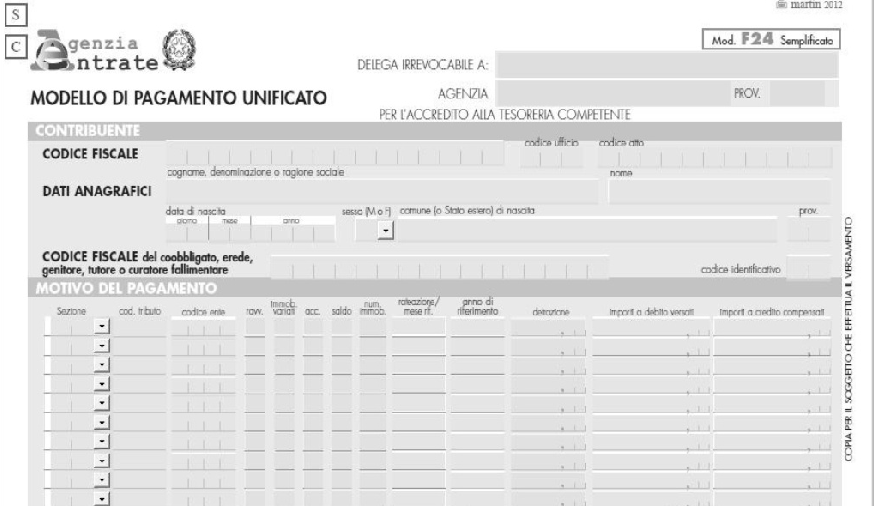 martin 2012
S
C
Agenzia
Entrate
Mod. F24 Semplificato
DELEGA IRREVOCABILE A:
MODELLO DI PAGAMENTO UNIFICATO
AGENZIA
PROV.
PER L'ACCREDITO ALLA TESORERIA COMPETENTE
CONTRIBUENTE
codice ufficio codice atto
CODICE FISCALE
cognome, denominazione o ragione sociale
nome
DATI ANAGRAFICI
data di nascita
giorno mese anno
sesso (M o F) comune (o Stato estero) di nascita prov.
CODICE FISCALE del coobbligato, erede,
genitore, tutore o curatore fallimentare
codice identificativo
MOTIVO DEL PAGAMENTO
Sezione cod. tributo codice ente ravv. immob. variati acc. saldo num. immob. rateazione/ mese rif. anno di riferimento detrazione importi a debito versati importi a credito compensati
COPIA PER IL SOGGETTO CHE EFFETTUA IL VERSAMENTO